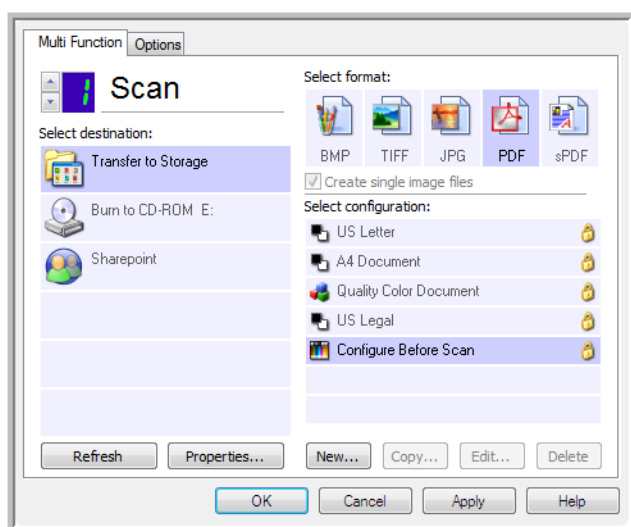 Multi Function Options
1 Scan
Select destination:
Transfer to Storage
Burn to CD-ROM E:
Sharepoint
Refresh Properties...
Select format:
BMP TIFF JPG PDF sPDF
Create single image files
Select configuration:
US Letter
A4 Document
Quality Color Document
US Legal
Configure Before Scan
New... Copy... Edit... Delete
OK Cancel Apply Help